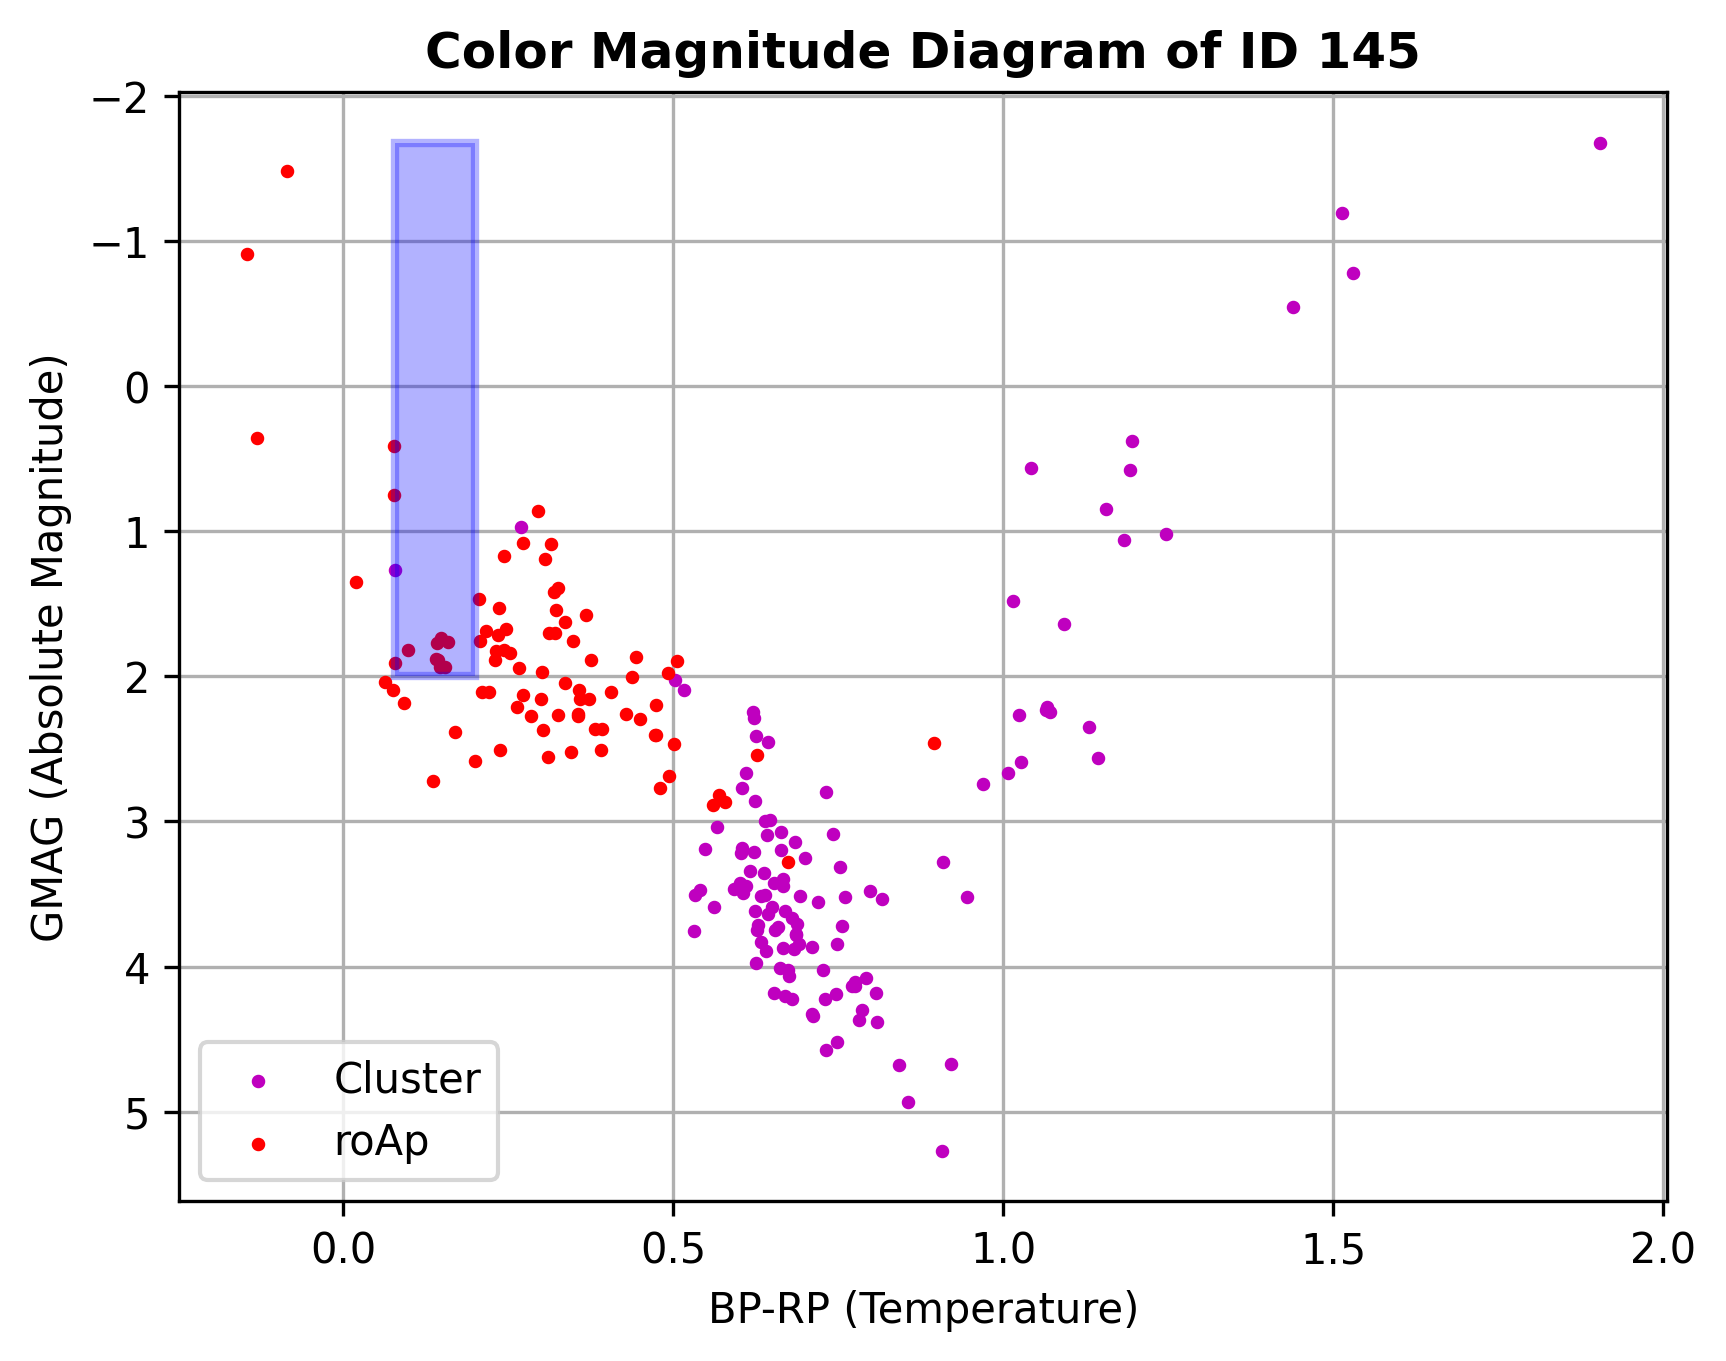 Color Magnitude Diagram of ID 145
−2
−1
0
1
2
3
4
5
GMAG (Absolute Magnitude)
Cluster
roAp
0.0 0.5 1.0 1.5 2.0
BP-RP (Temperature)